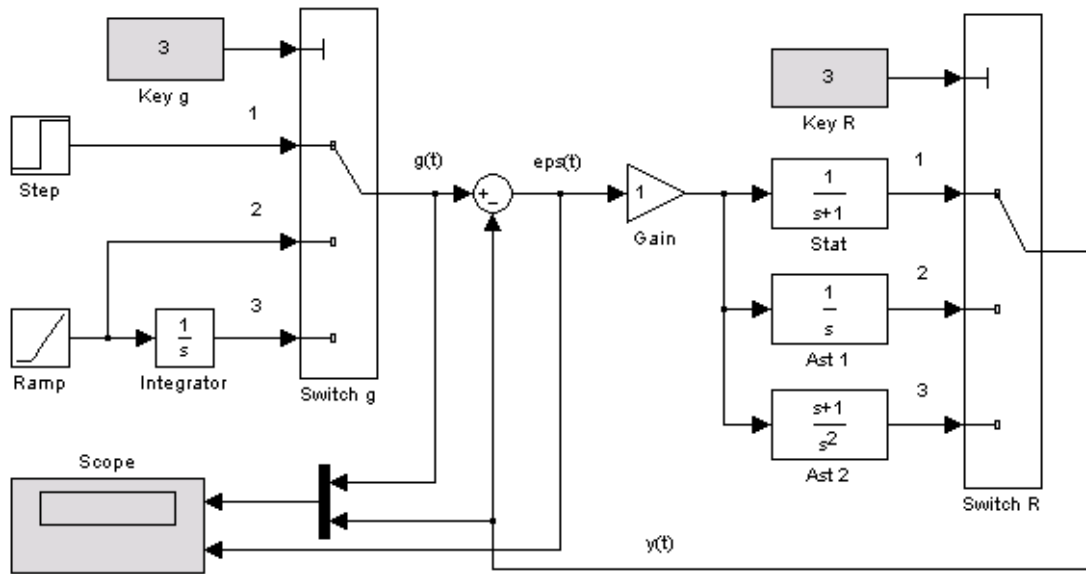 3
Key g
1
Step
2
3
Ramp
1
s
Integrator
Switch g
g(t)
+
−
eps(t)
1
Gain
3
Key R
1
s+1
Stat
1
1
s
Ast 1
2
s+1
s²
Ast 2
3
Switch R
Scope
y(t)